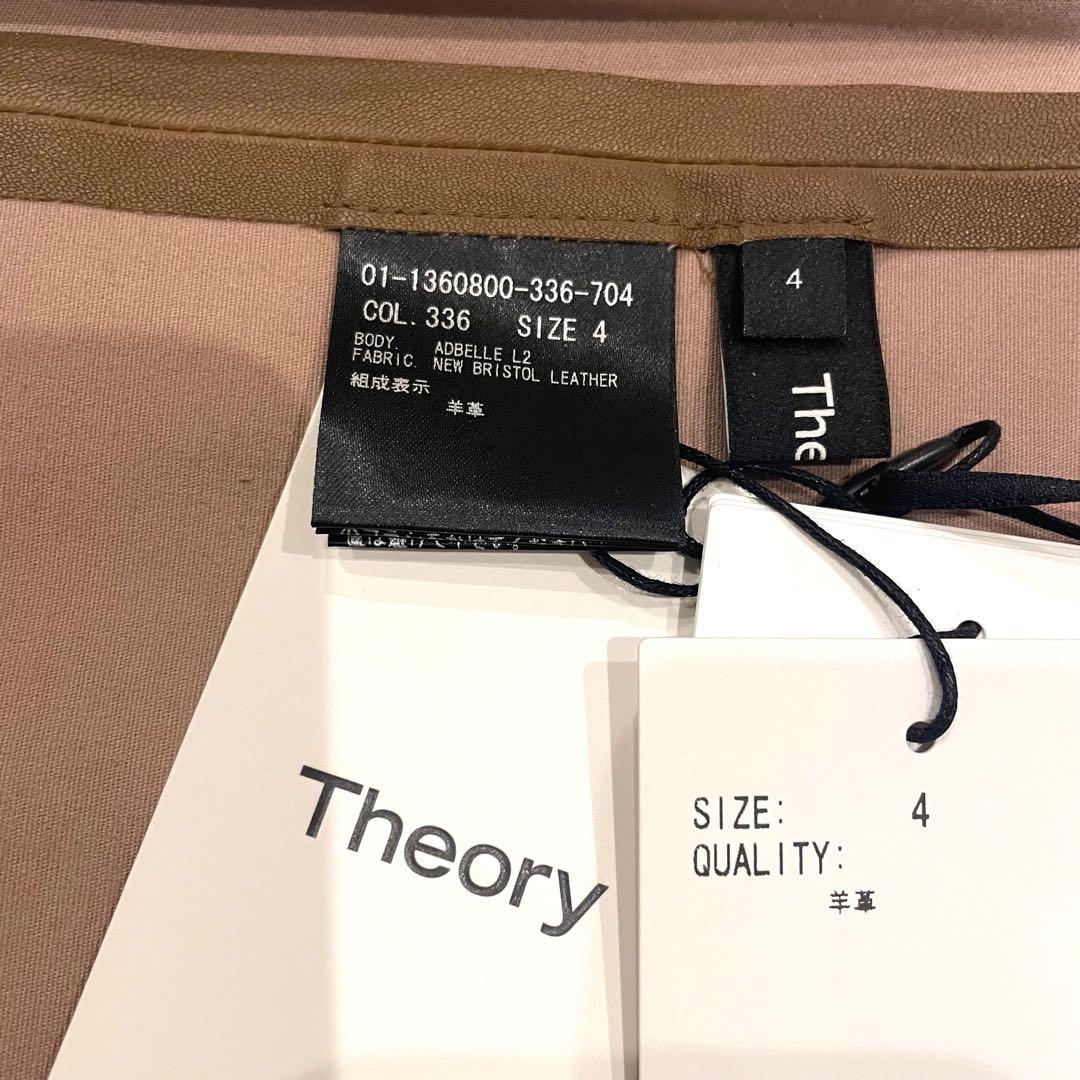 01-1360800-336-704
COL. 336 SIZE 4
BODY. ADBELLE L2
FABRIC. NEW BRISTOL LEATHER
組成表示
羊革
4
The
Theory
SIZE: 4
QUALITY:
羊革